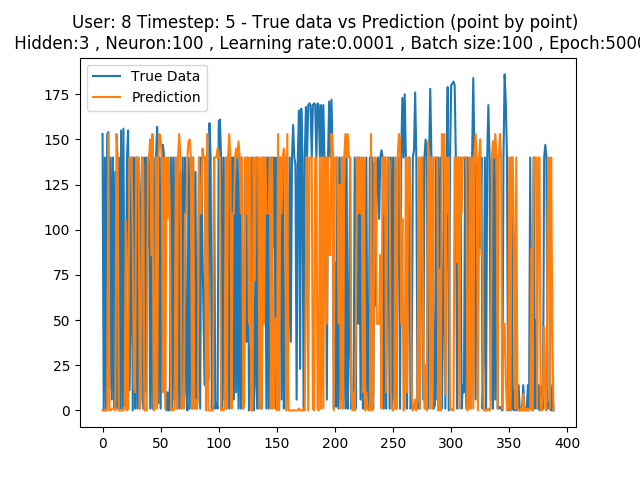 User: 8 Timestep: 5 - True data vs Prediction (point by point)
Hidden:3 , Neuron:100 , Learning rate:0.0001 , Batch size:100 , Epoch:5000
True Data
Prediction
175
150
125
100
75
50
25
0
0 50 100 150 200 250 300 350 400